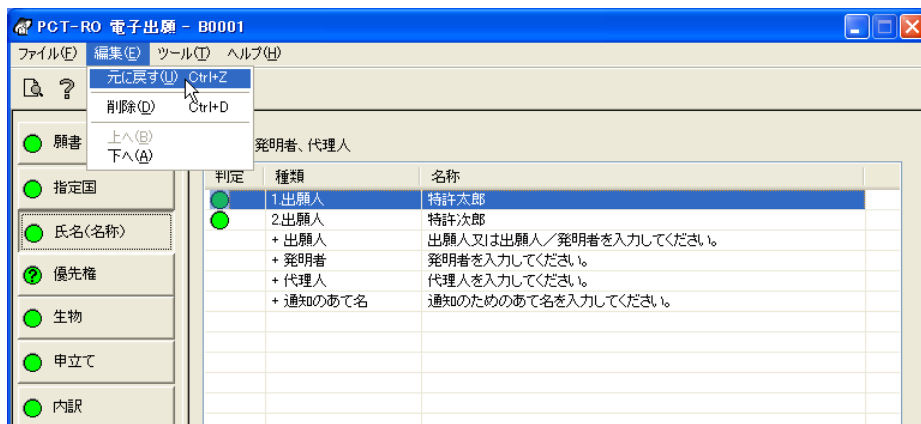 PCT-RO 電子出願 - B0001
ファイル(F) 編集(E) ツール(T) ヘルプ(H)
元に戻す(U) Ctrl+Z
削除(D) Ctrl+D
上へ(B)
下へ(A)
願書
発明者、代理人
判定 種類 名称
指定国
1.出願人 特許太郎
2.出願人 特許次郎
氏名(名称)
+ 出願人 出願人又は出願人／発明者を入力してください。
+ 発明者 発明者を入力してください。
優先権
+ 代理人 代理人を入力してください。
+ 通知のあて名 通知のためのあて名を入力してください。
生物
申立て
内訳